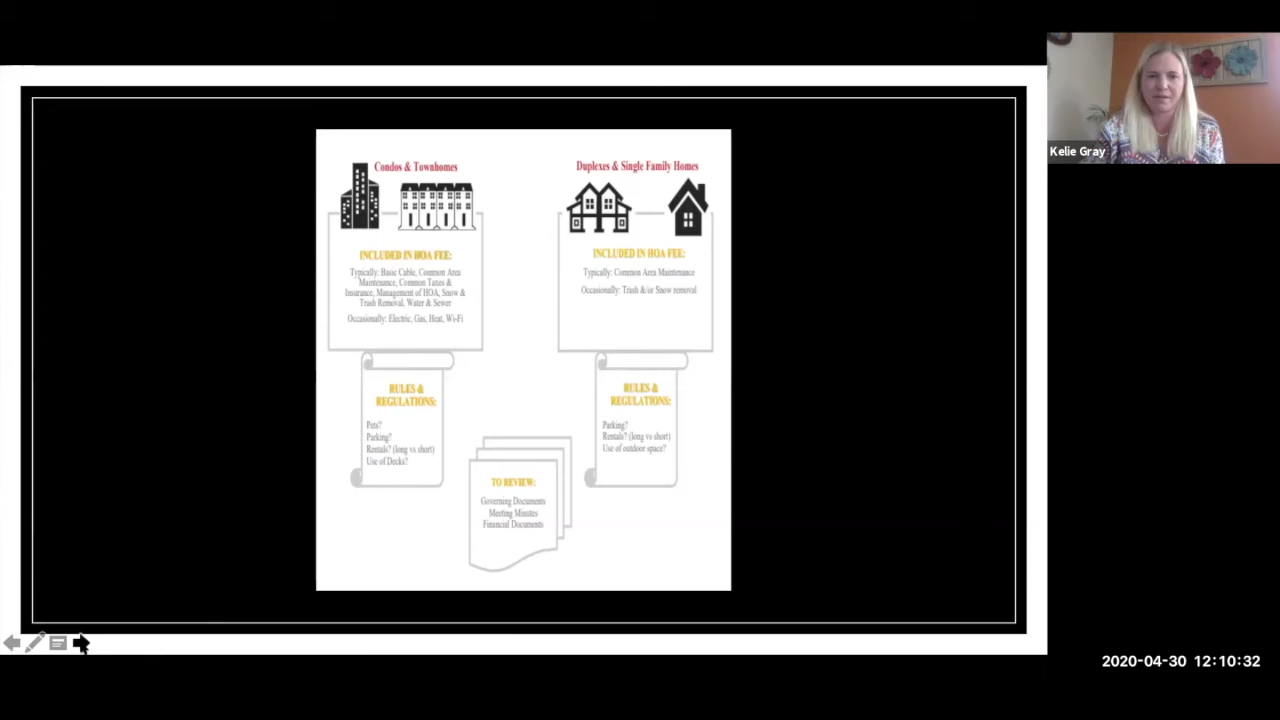 Condos & Townhomes
INCLUDED IN HOA FEE:
Typically: Basic Cable, Common Area
Maintenance, Common Taxes &
Insurance, Management of HOA, Snow &
Trash Removal, Water & Sewer
Occasionally: Electric, Gas, Heat, Wi-Fi
RULES &
REGULATIONS:
Pets?
Parking?
Rentals? (long vs short)
Use of Decks?
Duplexes & Single Family Homes
INCLUDED IN HOA FEE:
Typically: Common Area Maintenance
Occasionally: Trash &/or Snow removal
RULES &
REGULATIONS:
Parking?
Rentals? (long vs short)
Use of outdoor space?
TO REVIEW:
Governing Documents
Meeting Minutes
Financial Documents
Kelie Gray
2020-04-30 12:10:32